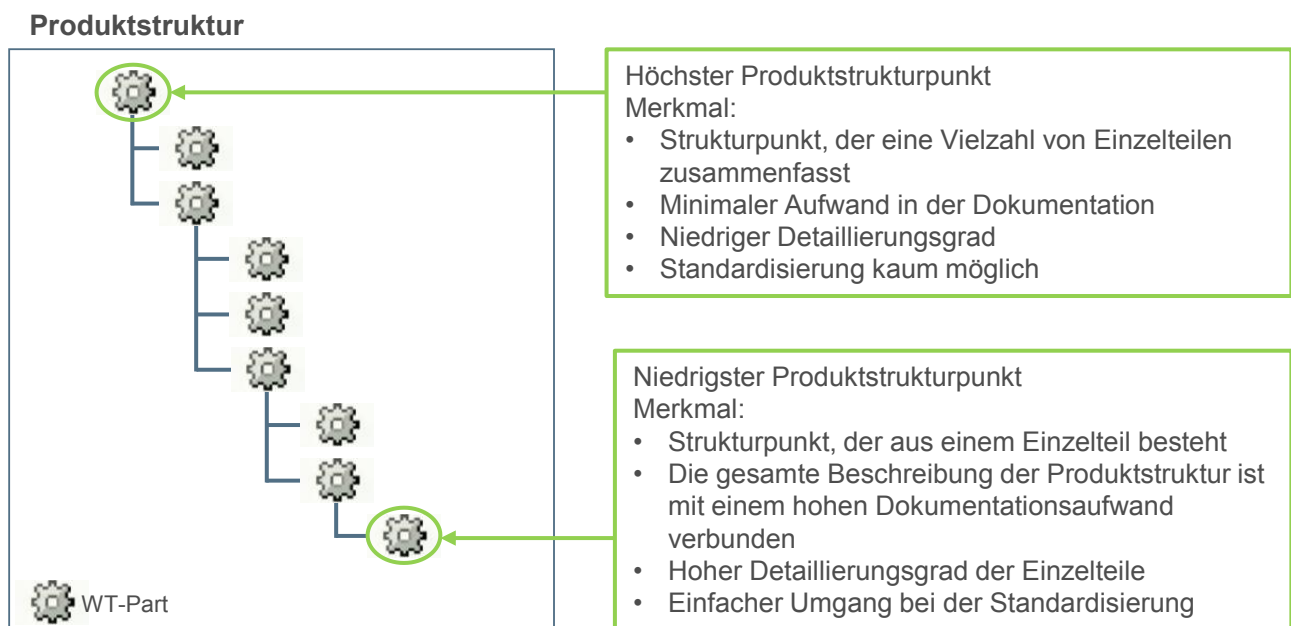 Produktstruktur
Höchster Produktstrukturpunkt
Merkmal:
• Strukturpunkt, der eine Vielzahl von Einzelteilen
zusammenfasst
• Minimaler Aufwand in der Dokumentation
• Niedriger Detaillierungsgrad
• Standardisierung kaum möglich
Niedrigster Produktstrukturpunkt
Merkmal:
• Strukturpunkt, der aus einem Einzelteil besteht
• Die gesamte Beschreibung der Produktstruktur ist
mit einem hohen Dokumentationsaufwand
verbunden
• Hoher Detaillierungsgrad der Einzelteile
• Einfacher Umgang bei der Standardisierung
WT-Part